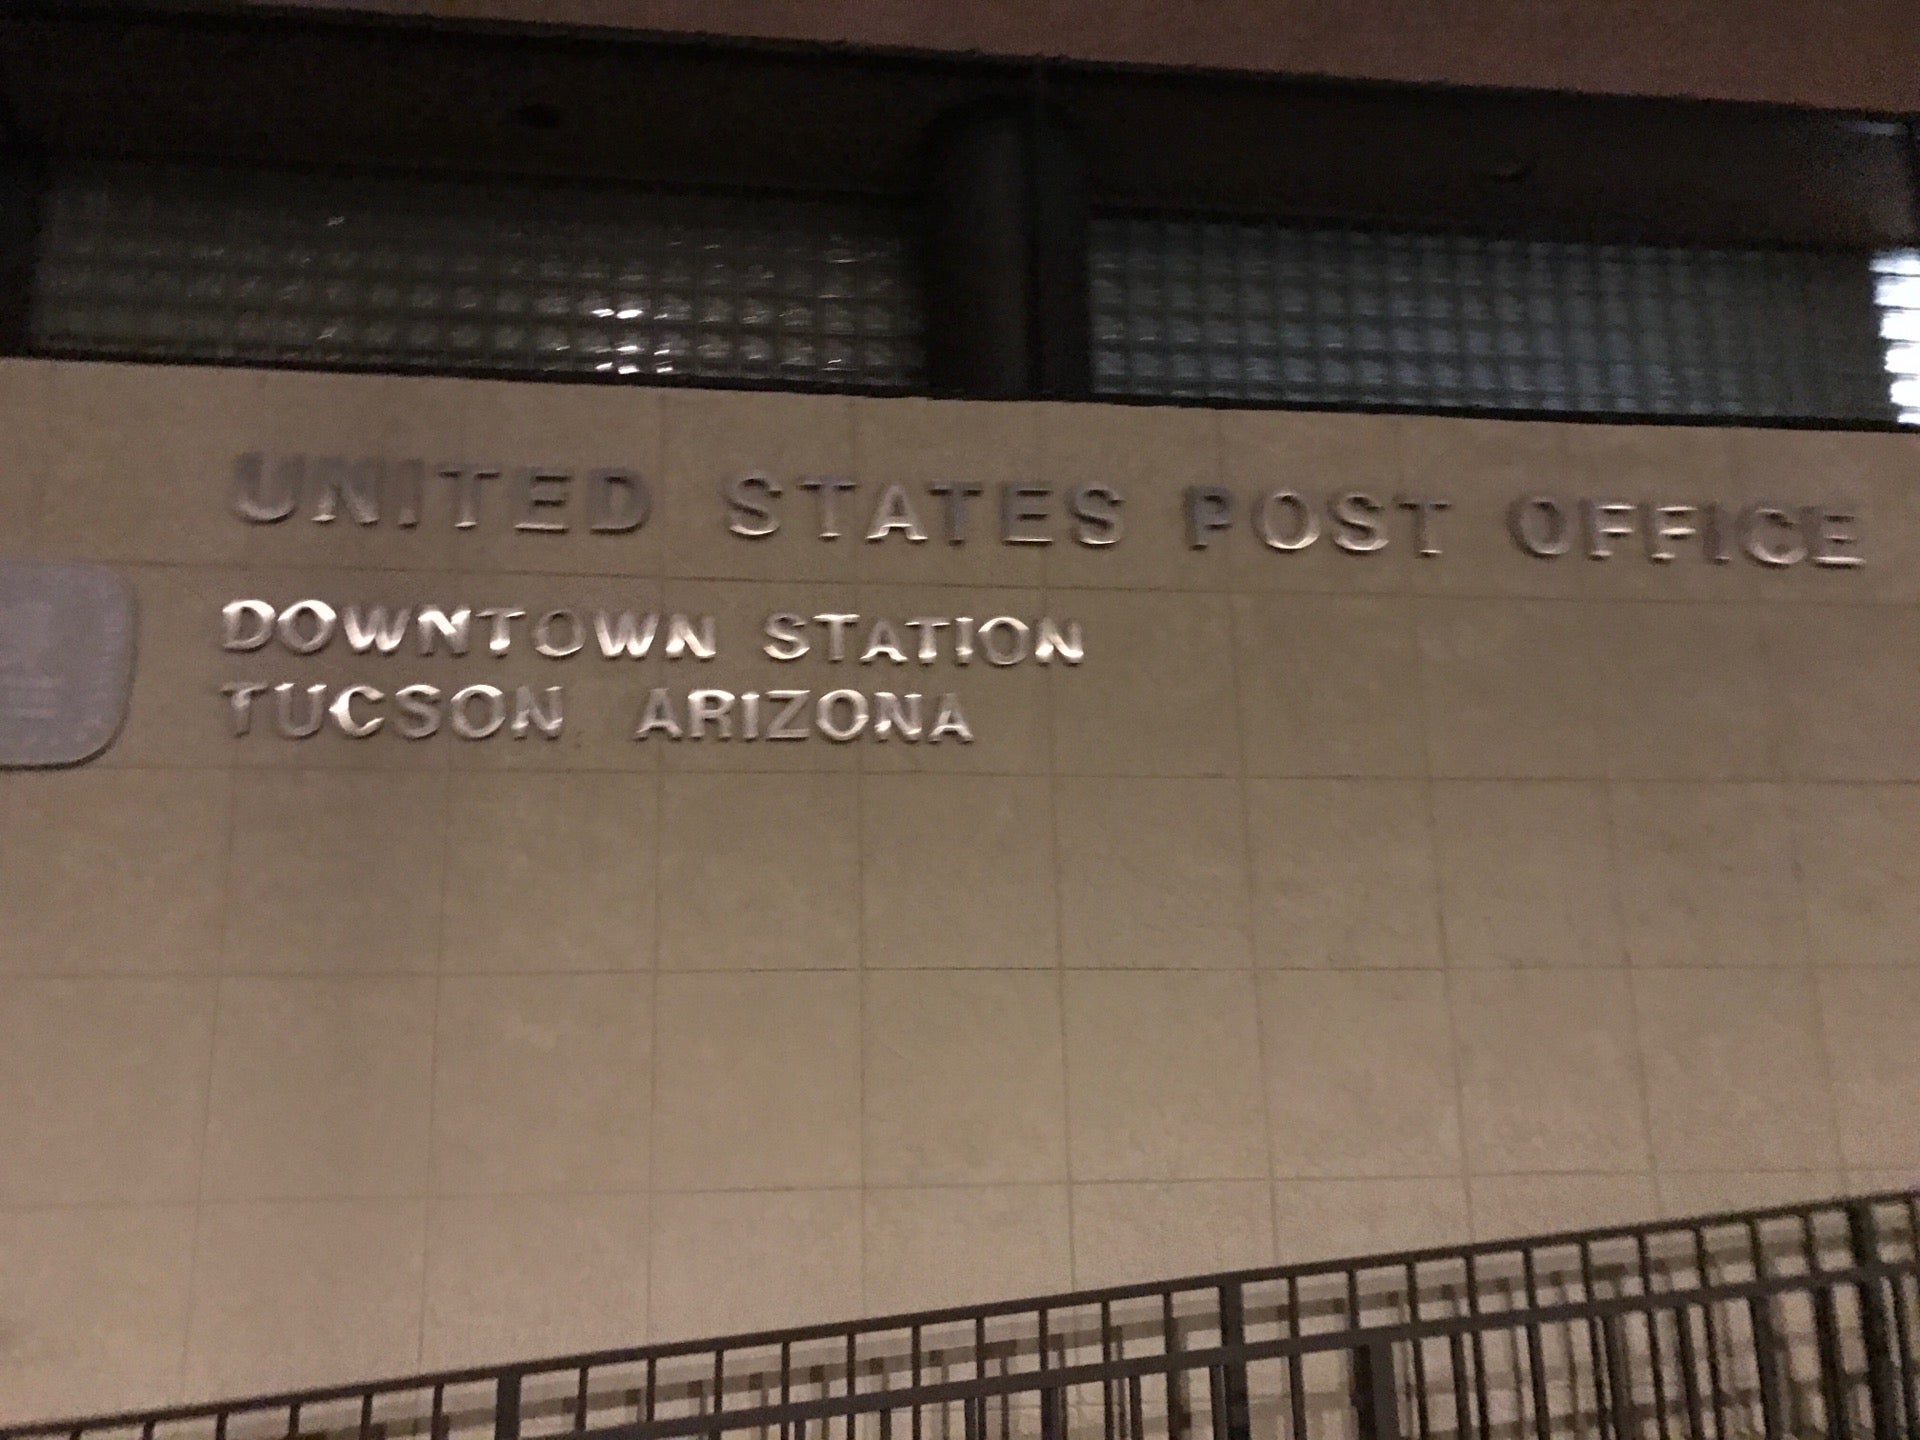 UNITED STATES POST OFFICE
DOWNTOWN STATION
TUCSON ARIZONA